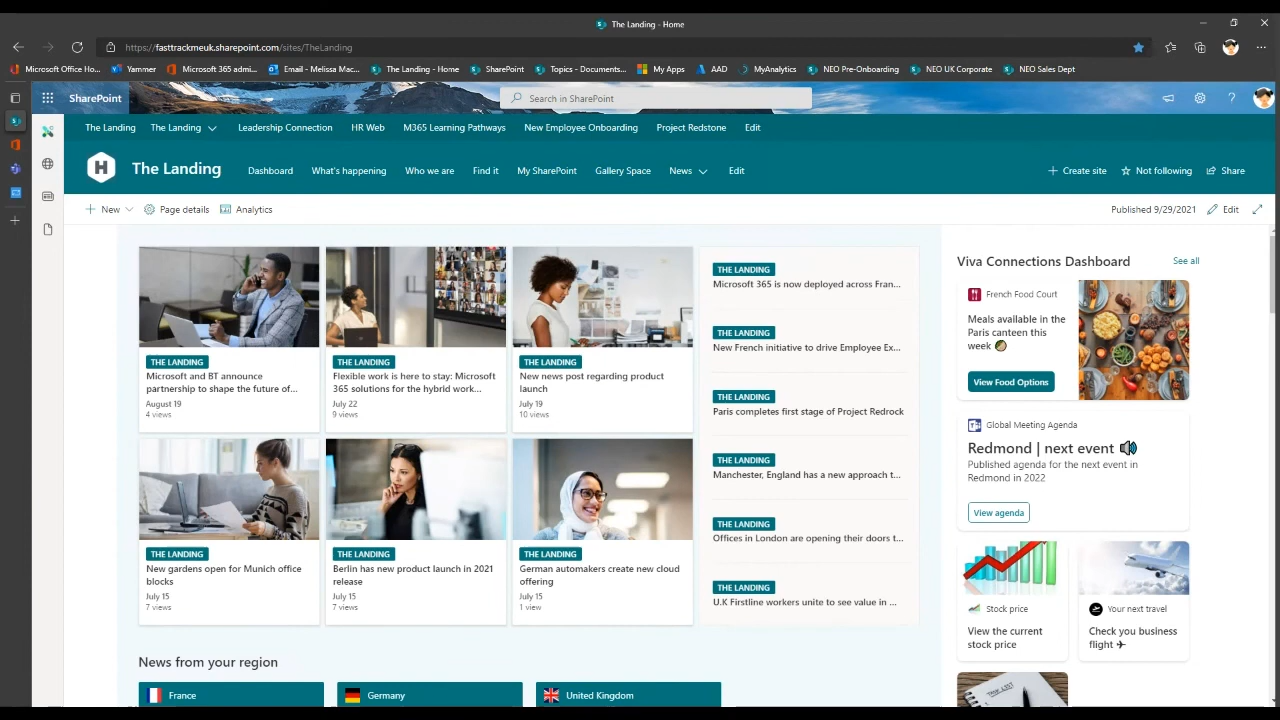 The Landing - Home
https://fasttrackmeuk.sharepoint.com/sites/TheLanding
Microsoft Office Ho... Yammer Microsoft 365 admi... Email - Melissa Mac... The Landing - Home SharePoint Topics - Documents... My Apps AAD MyAnalytics NEO Pre-Onboarding NEO UK Corporate NEO Sales Dept
SharePoint
Search in SharePoint
The Landing The Landing Leadership Connection HR Web M365 Learning Pathways New Employee Onboarding Project Redstone Edit
H The Landing Dashboard What's happening Who we are Find it My SharePoint Gallery Space News Edit
Create site Not following Share
New Page details Analytics
Published 9/29/2021 Edit
THE LANDING
Microsoft and BT announce
partnership to shape the future of...
August 19
4 views
THE LANDING
Flexible work is here to stay: Microsoft
365 solutions for the hybrid work...
July 22
9 views
THE LANDING
New news post regarding product
launch
July 19
10 views
THE LANDING
New gardens open for Munich office
blocks
July 15
7 views
THE LANDING
Berlin has new product launch in 2021
release
July 15
7 views
THE LANDING
German automakers create new cloud
offering
July 15
1 view
THE LANDING
Microsoft 365 is now deployed across Fran...
THE LANDING
New French initiative to drive Employee Ex...
THE LANDING
Paris completes first stage of Project Redrock
THE LANDING
Manchester, England has a new approach t...
THE LANDING
Offices in London are opening their doors t...
THE LANDING
U.K Firstline workers unite to see value in ...
News from your region
France
Germany
United Kingdom
Viva Connections Dashboard
See all
French Food Court
Meals available in the
Paris canteen this
week
View Food Options
Global Meeting Agenda
Redmond | next event
Published agenda for the next event in
Redmond in 2022
View agenda
Stock price
View the current
stock price
Your next travel
Check you business
flight
TASK LIST